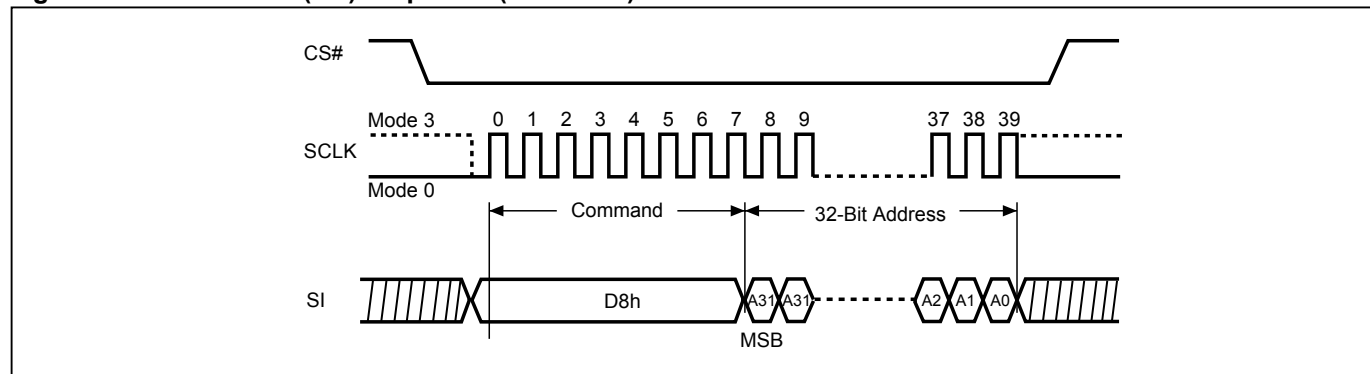 CS#
Mode 3
0 1 2 3 4 5 6 7 8 9 37 38 39
SCLK
Mode 0
Command
32-Bit Address
SI
D8h
A31 A31 A2 A1 A0
MSB